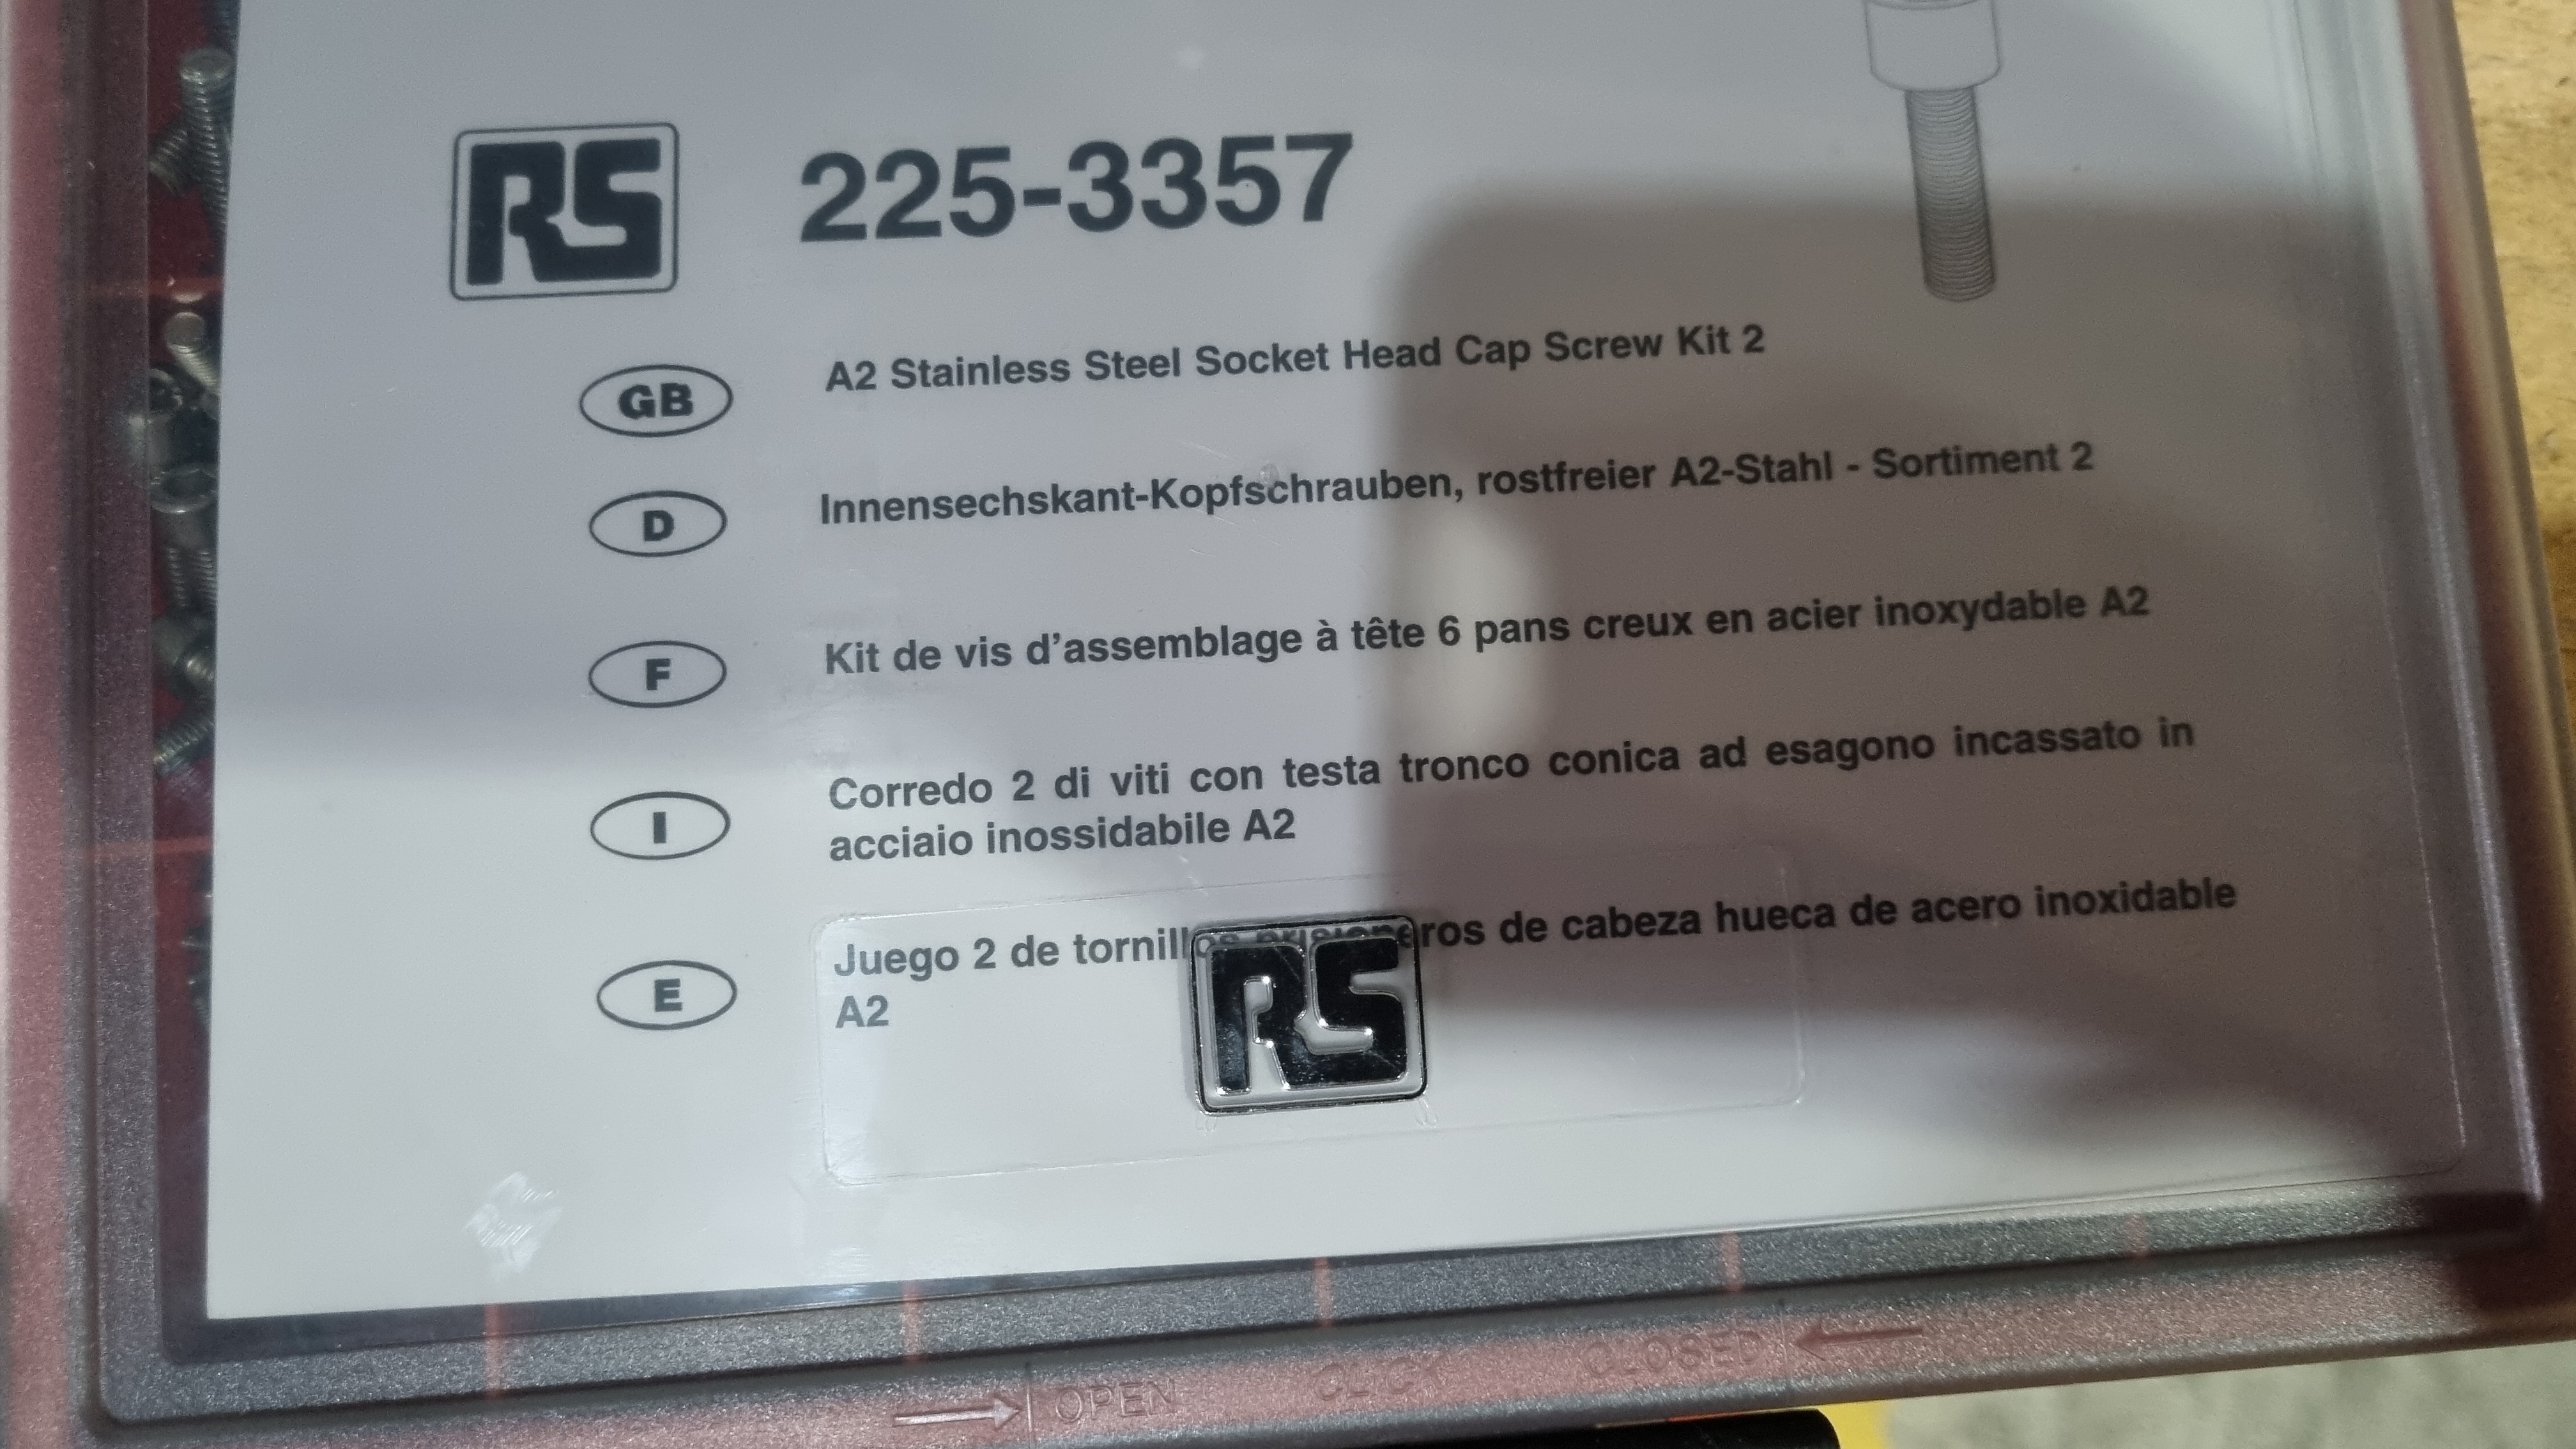 RS 225-3357
GB A2 Stainless Steel Socket Head Cap Screw Kit 2
D Innensechskant-Kopfschrauben, rostfreier A2-Stahl - Sortiment 2
F Kit de vis d'assemblage à tête 6 pans creux en acier inoxydable A2
I Corredo 2 di viti con testa tronco conica ad esagono incassato in
acciaio inossidabile A2
E Juego 2 de tornillos de cabeza hueca de acero inoxidable
A2
RS
OPEN CLICK CLOSED